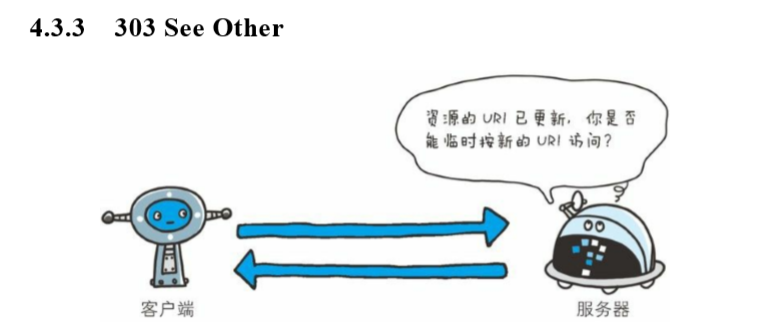 4.3.3 303 See Other
资源的 URI 已更新，你是否
能临时按新的 URI 访问？
客户端
服务器